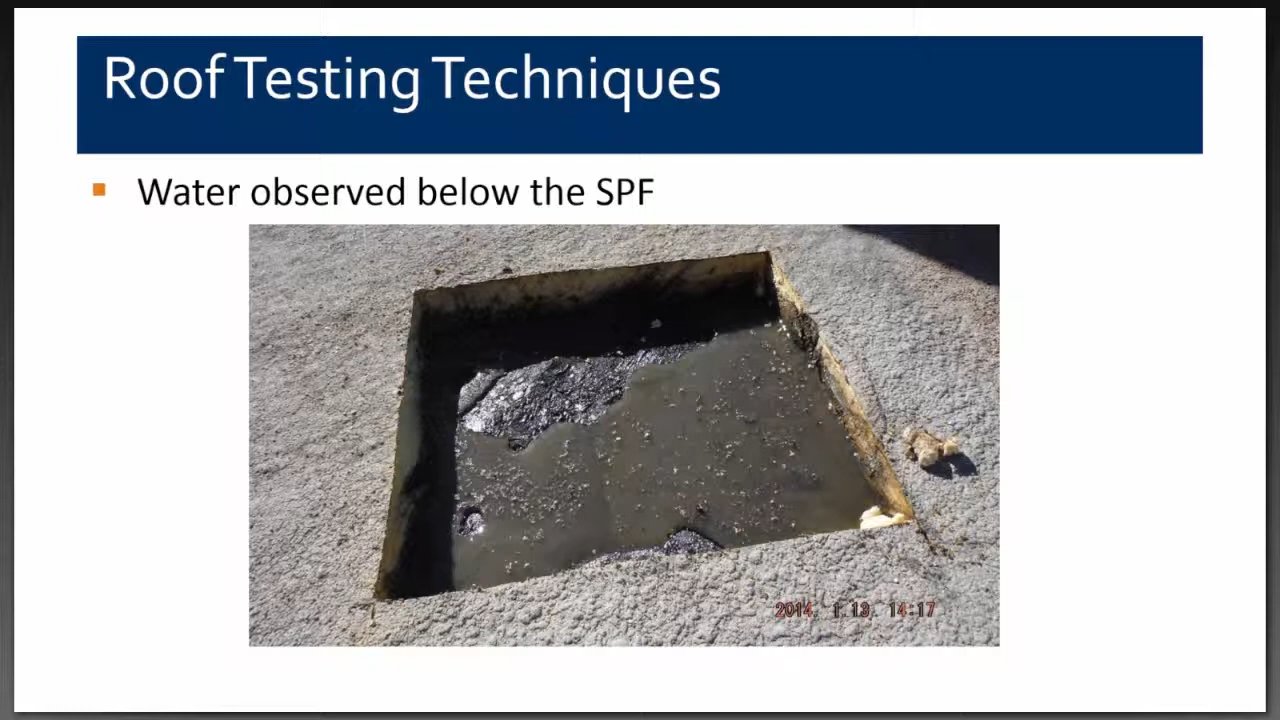 Roof Testing Techniques
Water observed below the SPF
2014. 1.13. 14:17